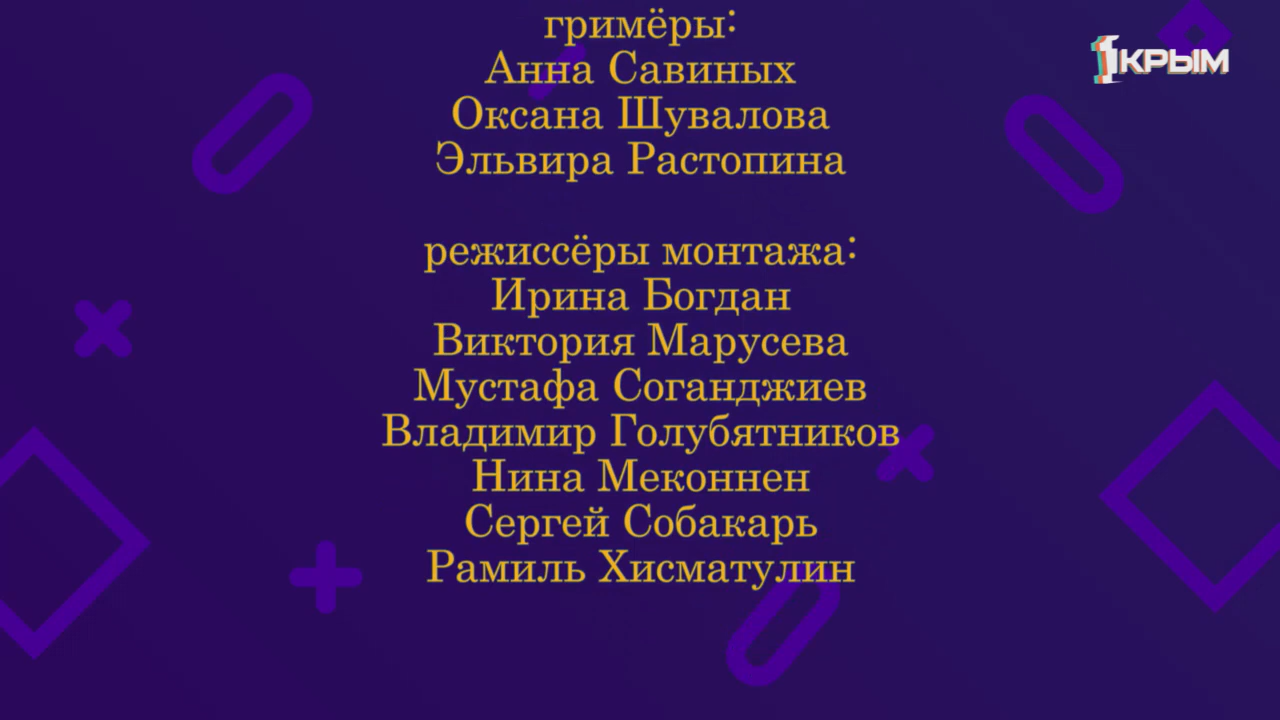 гримёры:
1КРЫМ
Анна Савиных
Оксана Шувалова
Эльвира Растопина
режиссёры монтажа:
Ирина Богдан
Виктория Марусева
Мустафа Соганджиев
Владимир Голубятников
Нина Меконнен
Сергей Собакарь
Рамиль Хисматулин